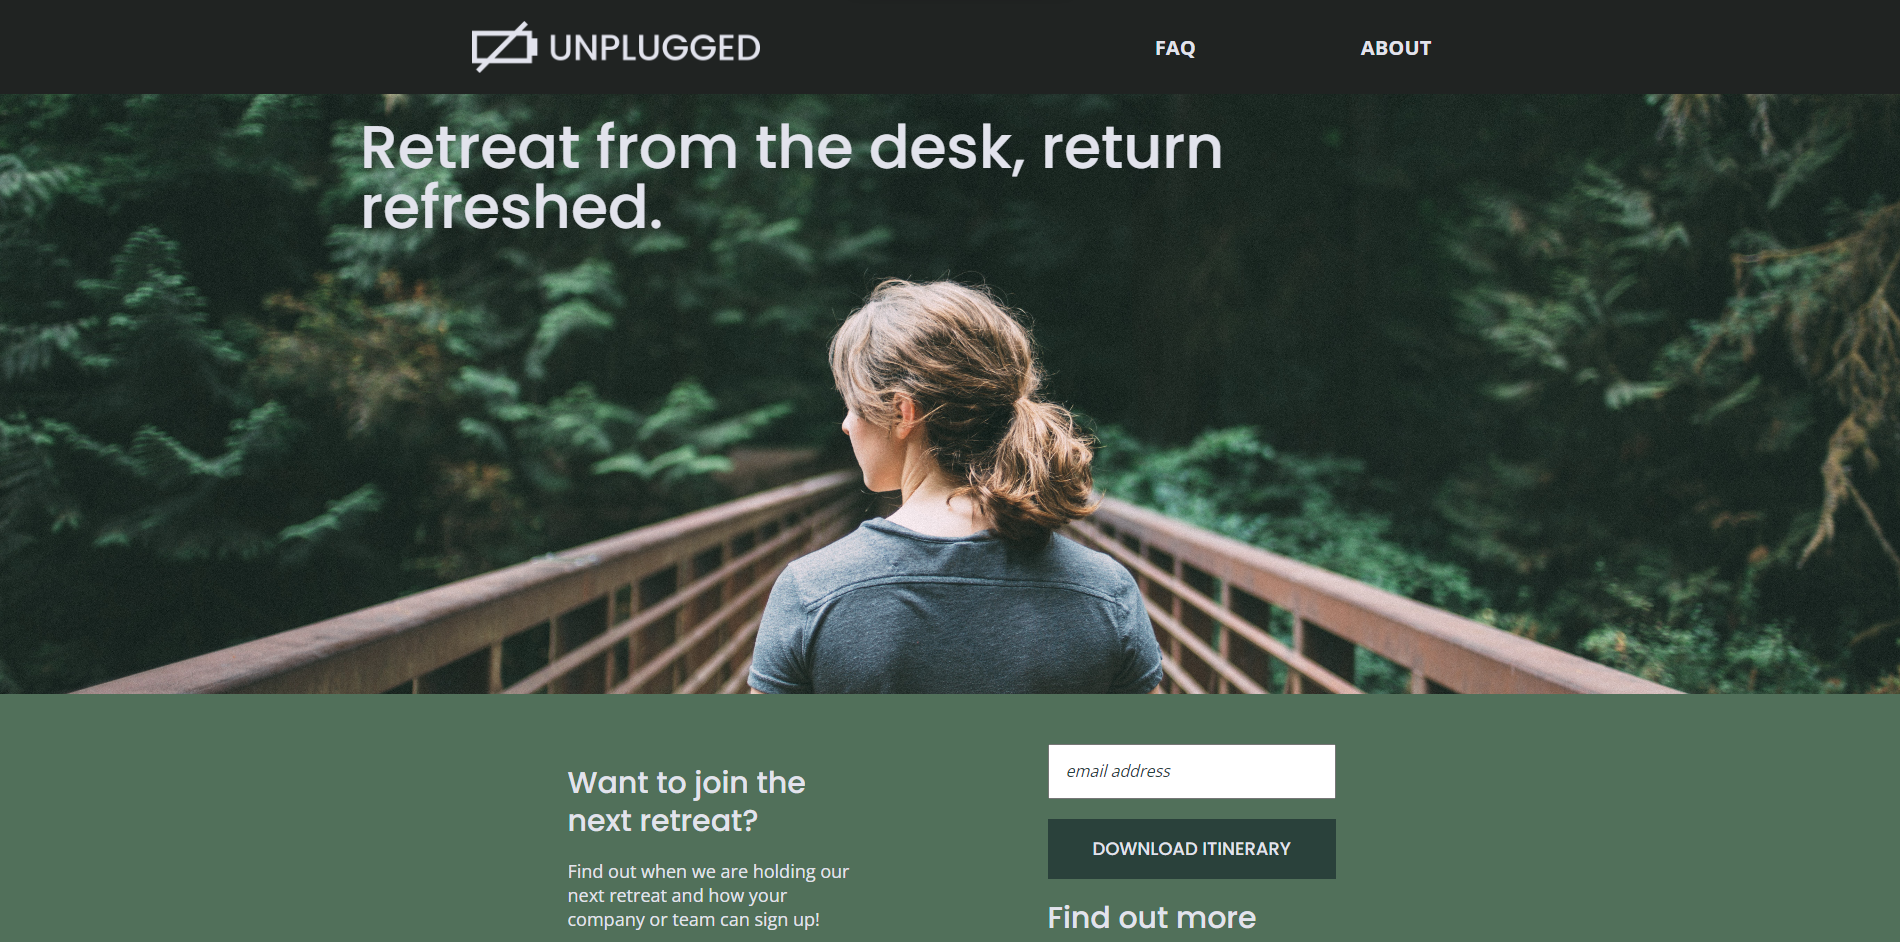 UNPLUGGED
FAQ
ABOUT
Retreat from the desk, return
refreshed.
Want to join the
next retreat?
Find out when we are holding our
next retreat and how your
company or team can sign up!
email address
DOWNLOAD ITINERARY
Find out more